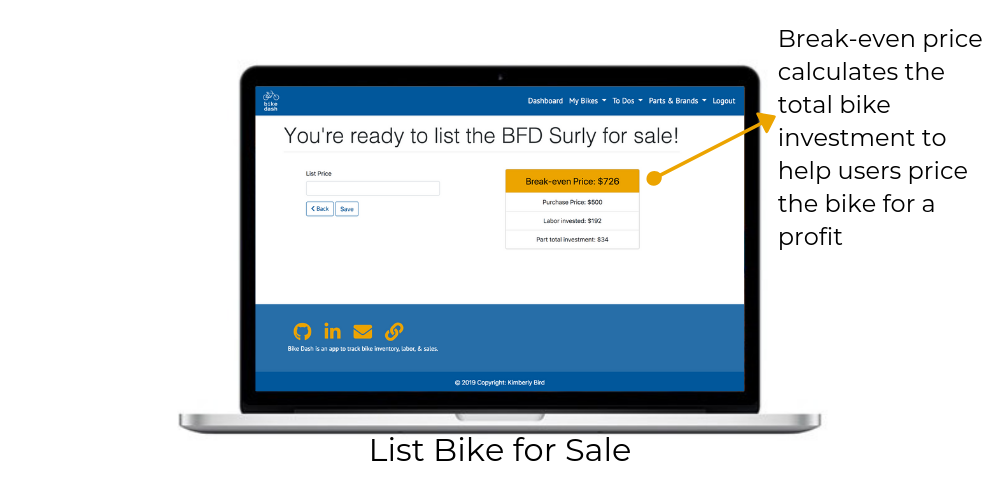 Break-even price
calculates the
total bike
investment to
help users price
the bike for a
profit
bike
dash
Dashboard My Bikes To Dos Parts & Brands Logout
You're ready to list the BFD Surly for sale!
List Price
Back Save
Break-even Price: $726
Purchase Price: $500
Labor invested: $192
Part total investment: $34
in
Bike Dash is an app to track bike inventory, labor, & sales.
© 2019 Copyright: Kimberly Bird
List Bike for Sale